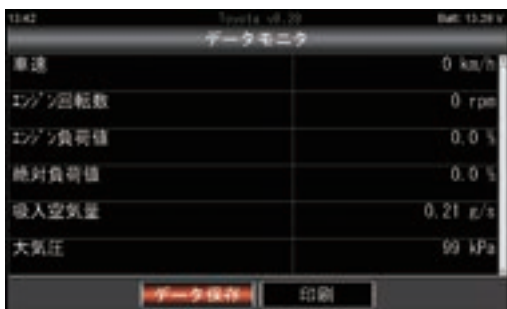 13:42 Toyota v8.20 Batt: 13.28 V
データモニタ
車速 0 km/h
エンジン回転数 0 rpm
エンジン負荷値 0.0 %
絶対負荷値 0.0 %
吸入空気量 0.21 g/s
大気圧 99 kPa
データ保存 印刷